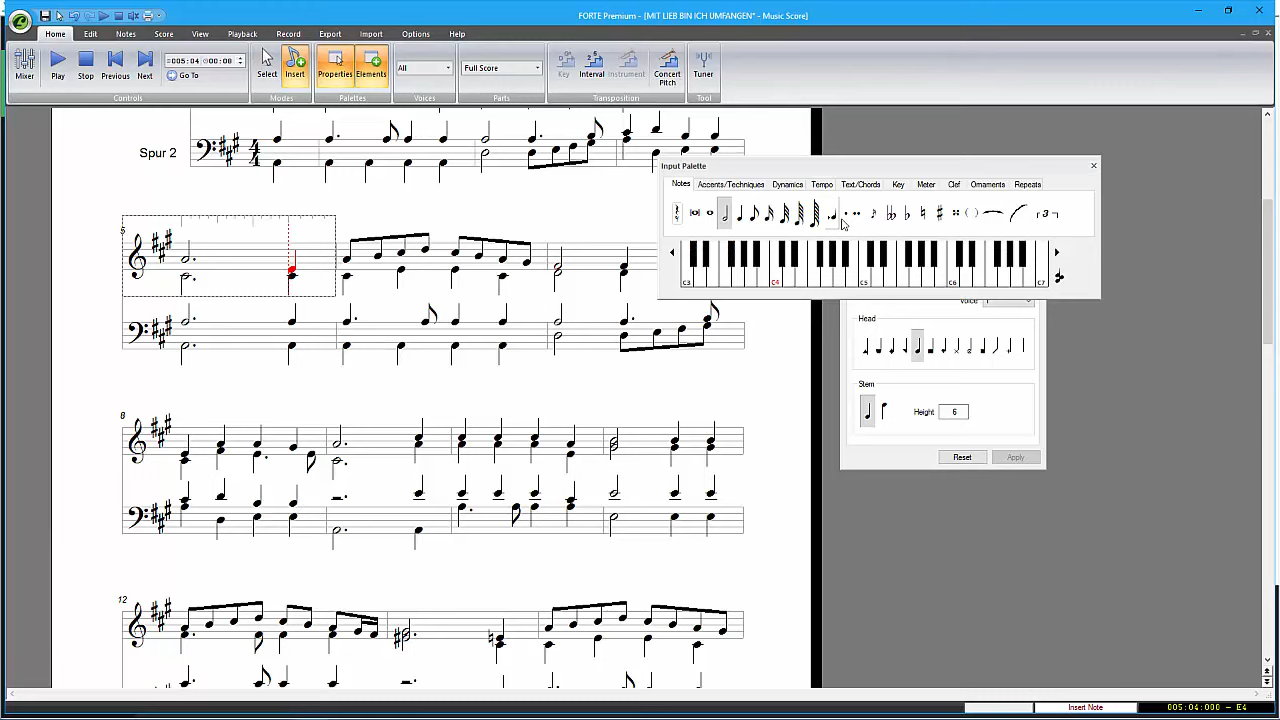 FORTE Premium - [MIT LIEB BIN ICH UMFANGEN* - Music Score]
Home Edit Notes Score View Playback Record Export Import Options Help
005:04 00:08 All Full Score
Go To
Mixer Play Stop Previous Next Select Insert Properties Elements Key Interval Instrument Concert Pitch Tuner
Controls Modes Palettes Voices Parts Transposition Tool
Spur 2
Input Palette
Notes Accents/Techniques Dynamics Tempo Text/Chords Key Meter Clef Ornaments Repeats
3
C3 C4 C5 C6 C7
5
Voice
Head
Stem
Height 6
Reset Apply
8
12
Insert Note 005:04:000 - E4